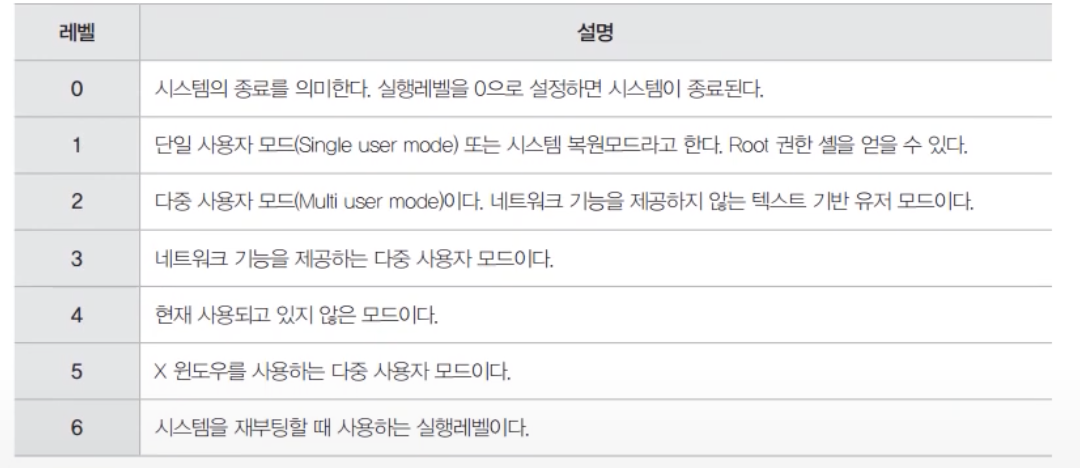 레벨 설명
0 시스템의 종료를 의미한다. 실행레벨을 0으로 설정하면 시스템이 종료된다.
1 단일 사용자 모드(Single user mode) 또는 시스템 복원모드라고 한다. Root 권한 셸을 얻을 수 있다.
2 다중 사용자 모드(Multi user mode)이다. 네트워크 기능을 제공하지 않는 텍스트 기반 유저 모드이다.
3 네트워크 기능을 제공하는 다중 사용자 모드이다.
4 현재 사용되고 있지 않은 모드이다.
5 X 윈도우를 사용하는 다중 사용자 모드이다.
6 시스템을 재부팅할 때 사용하는 실행레벨이다.